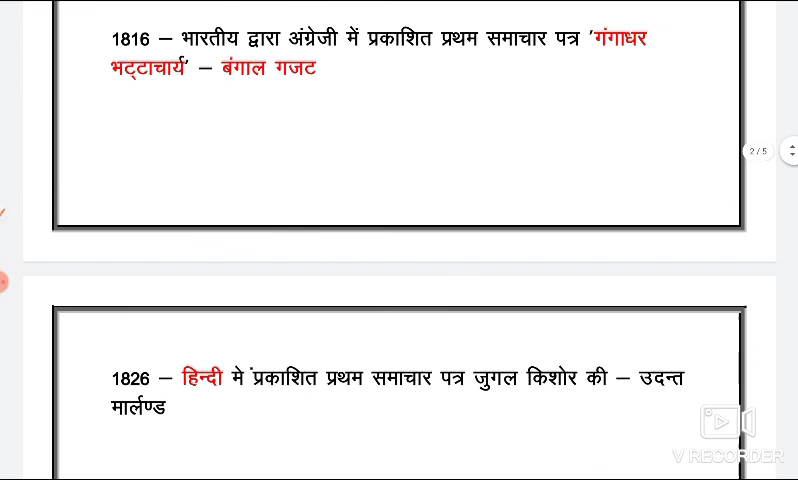 1816 – भारतीय द्वारा अंग्रेजी में प्रकाशित प्रथम समाचार पत्र 'गंगाधर
भट्टाचार्य' – बंगाल गजट
2 / 5
1826 – हिन्दी मे प्रकाशित प्रथम समाचार पत्र जुगल किशोर की – उदन्त
मार्लण्ड
V RECORDER